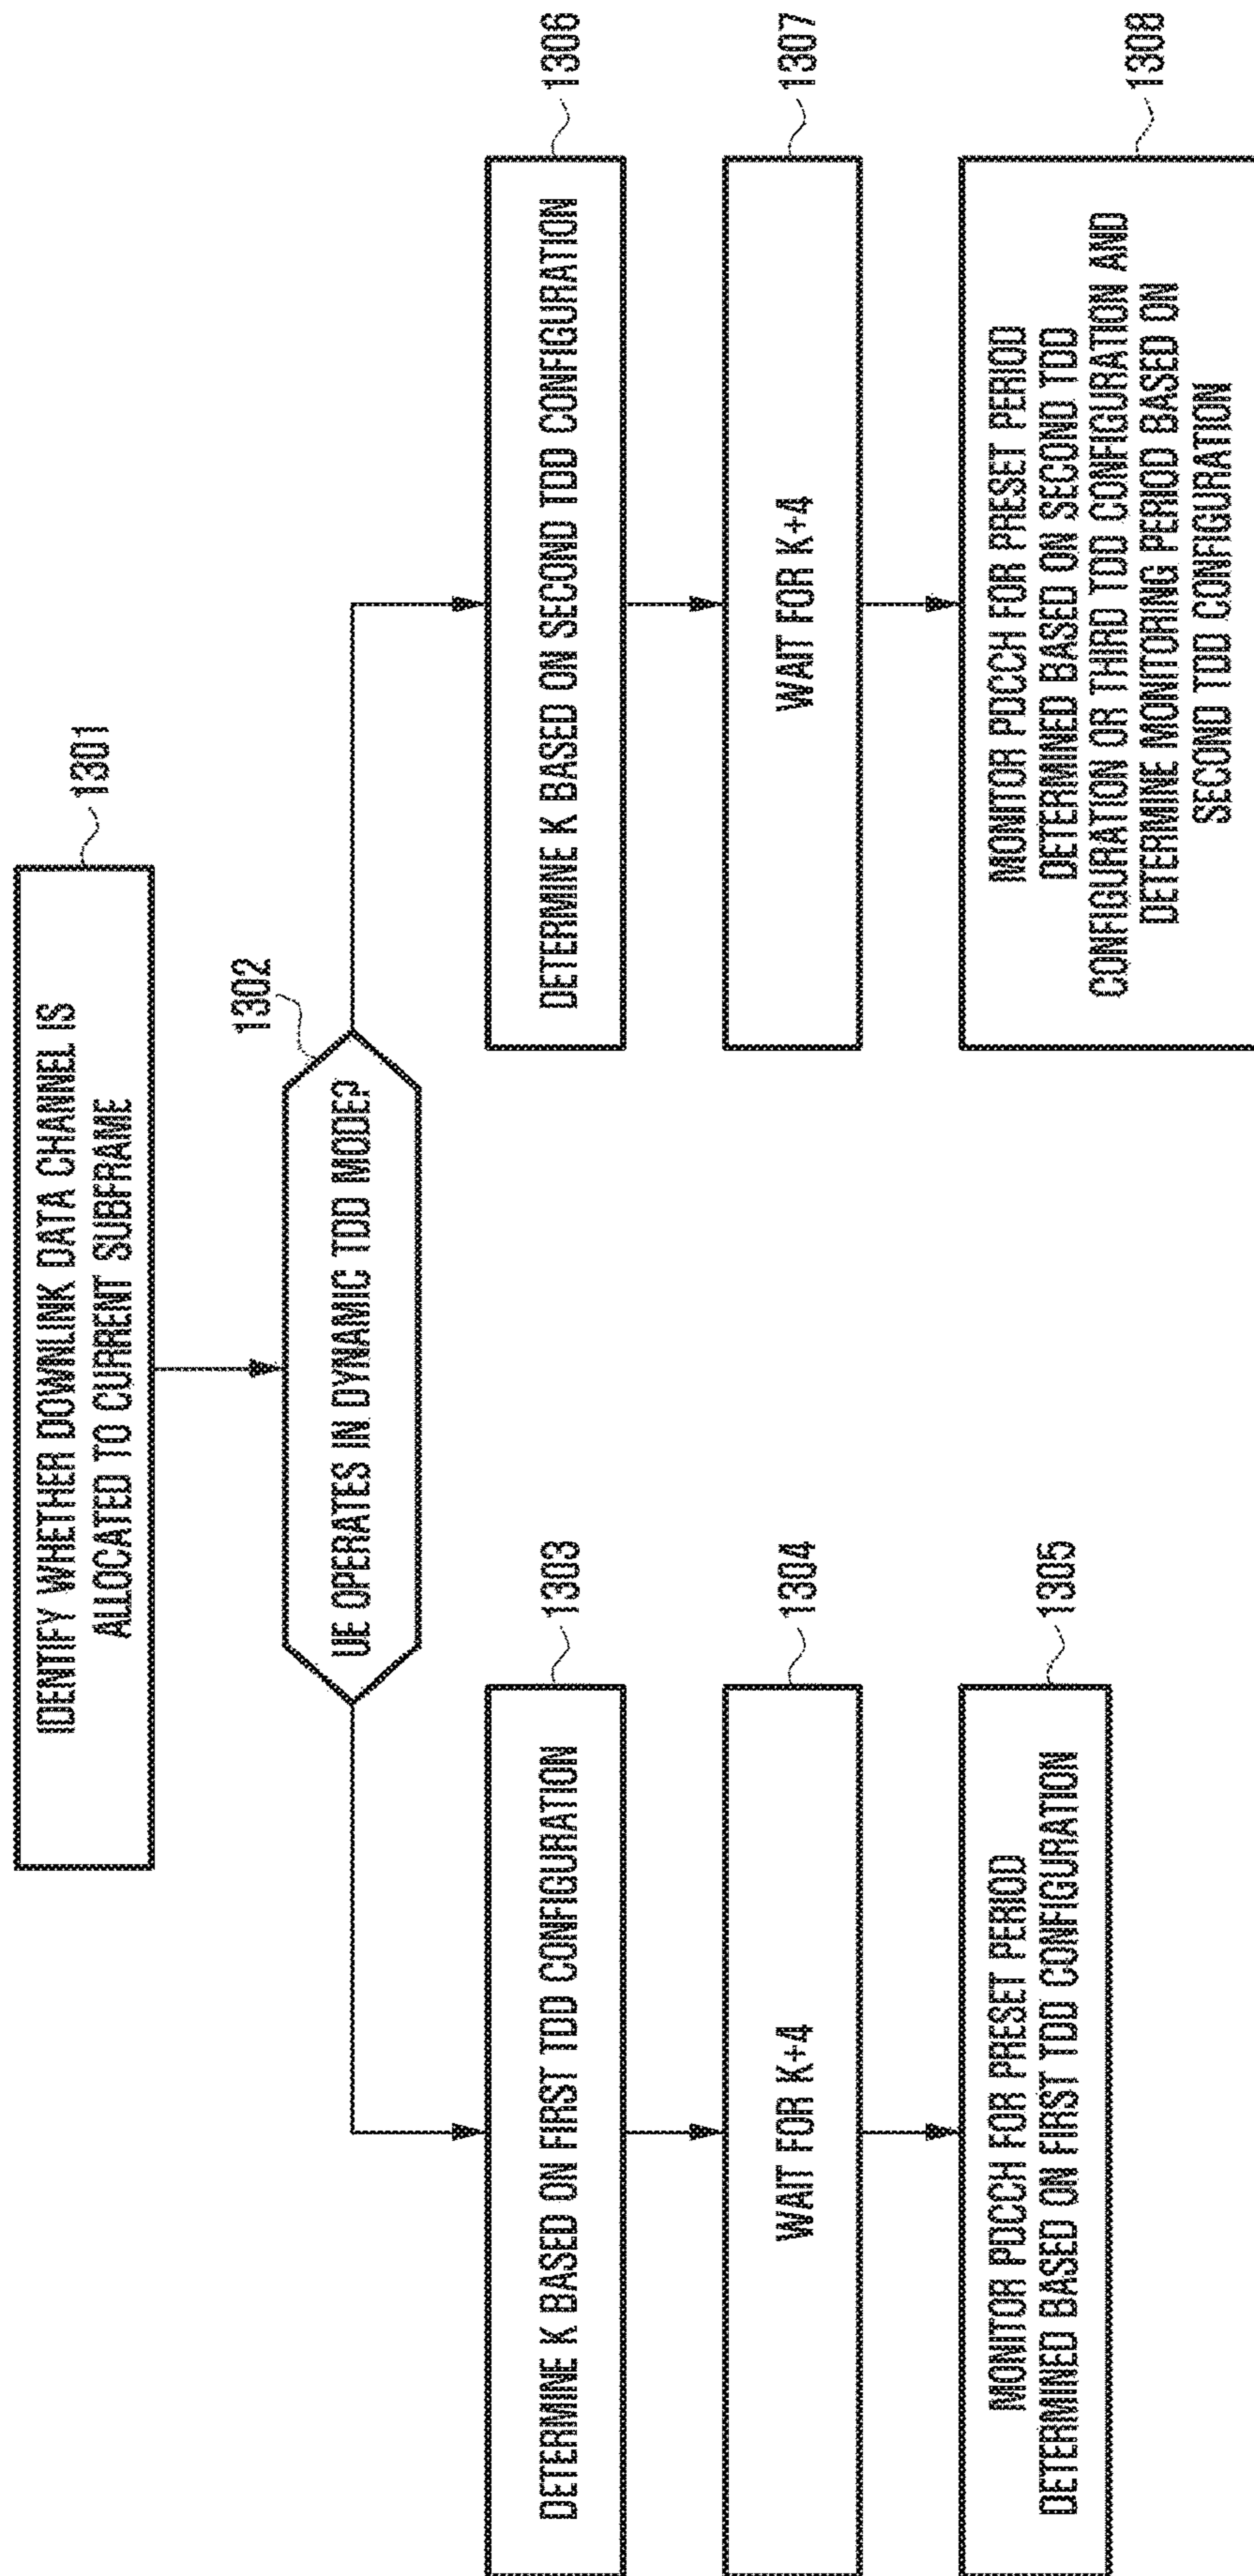 1301
IDENTIFY WHETHER DOWNLINK DATA CHANNEL IS
ALLOCATED TO CURRENT SUBFRAME
1302
UE OPERATES IN DYNAMIC TDD MODE?
1303
DETERMINE K BASED ON FIRST TDD CONFIGURATION
1304
WAIT FOR K+4
1305
MONITOR PDCCH FOR PRESET PERIOD
DETERMINED BASED ON FIRST TDD CONFIGURATION
1306
DETERMINE K BASED ON SECOND TDD CONFIGURATION
1307
WAIT FOR K+4
1308
MONITOR PDCCH FOR PRESET PERIOD
DETERMINED BASED ON SECOND TDD
CONFIGURATION OR THIRD TDD CONFIGURATION AND
DETERMINE MONITORING PERIOD BASED ON
SECOND TDD CONFIGURATION